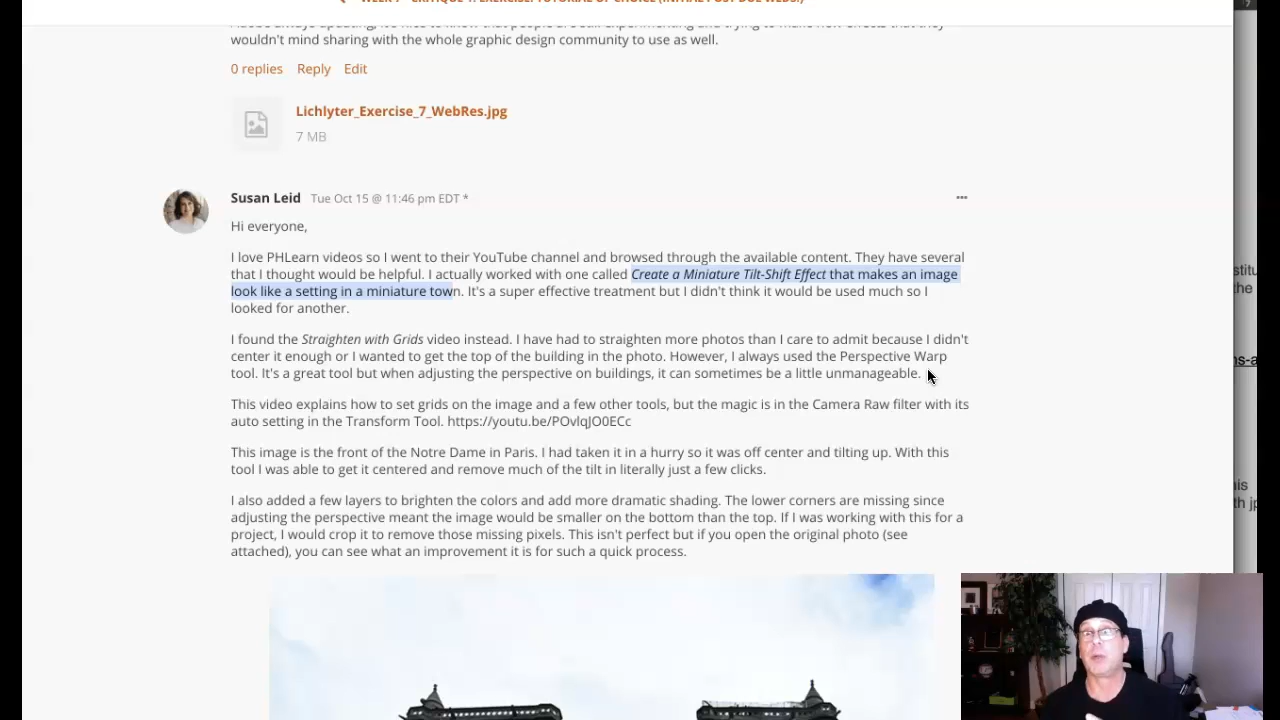 wouldn't mind sharing with the whole graphic design community to use as well.
0 replies Reply Edit
Lichlyter_Exercise_7_WebRes.jpg
7 MB
Susan Leid Tue Oct 15 @ 11:46 pm EDT *
Hi everyone,
I love PHLearn videos so I went to their YouTube channel and browsed through the available content. They have several
that I thought would be helpful. I actually worked with one called Create a Miniature Tilt-Shift Effect that makes an image
look like a setting in a miniature town. It's a super effective treatment but I didn't think it would be used much so I
looked for another.
I found the Straighten with Grids video instead. I have had to straighten more photos than I care to admit because I didn't
center it enough or I wanted to get the top of the building in the photo. However, I always used the Perspective Warp
tool. It's a great tool but when adjusting the perspective on buildings, it can sometimes be a little unmanageable.
This video explains how to set grids on the image and a few other tools, but the magic is in the Camera Raw filter with its
auto setting in the Transform Tool. https://youtu.be/POvlqJO0ECc
This image is the front of the Notre Dame in Paris. I had taken it in a hurry so it was off center and tilting up. With this
tool I was able to get it centered and remove much of the tilt in literally just a few clicks.
I also added a few layers to brighten the colors and add more dramatic shading. The lower corners are missing since
adjusting the perspective meant the image would be smaller on the bottom than the top. If I was working with this for a
project, I would crop it to remove those missing pixels. This isn't perfect but if you open the original photo (see
attached), you can see what an improvement it is for such a quick process.